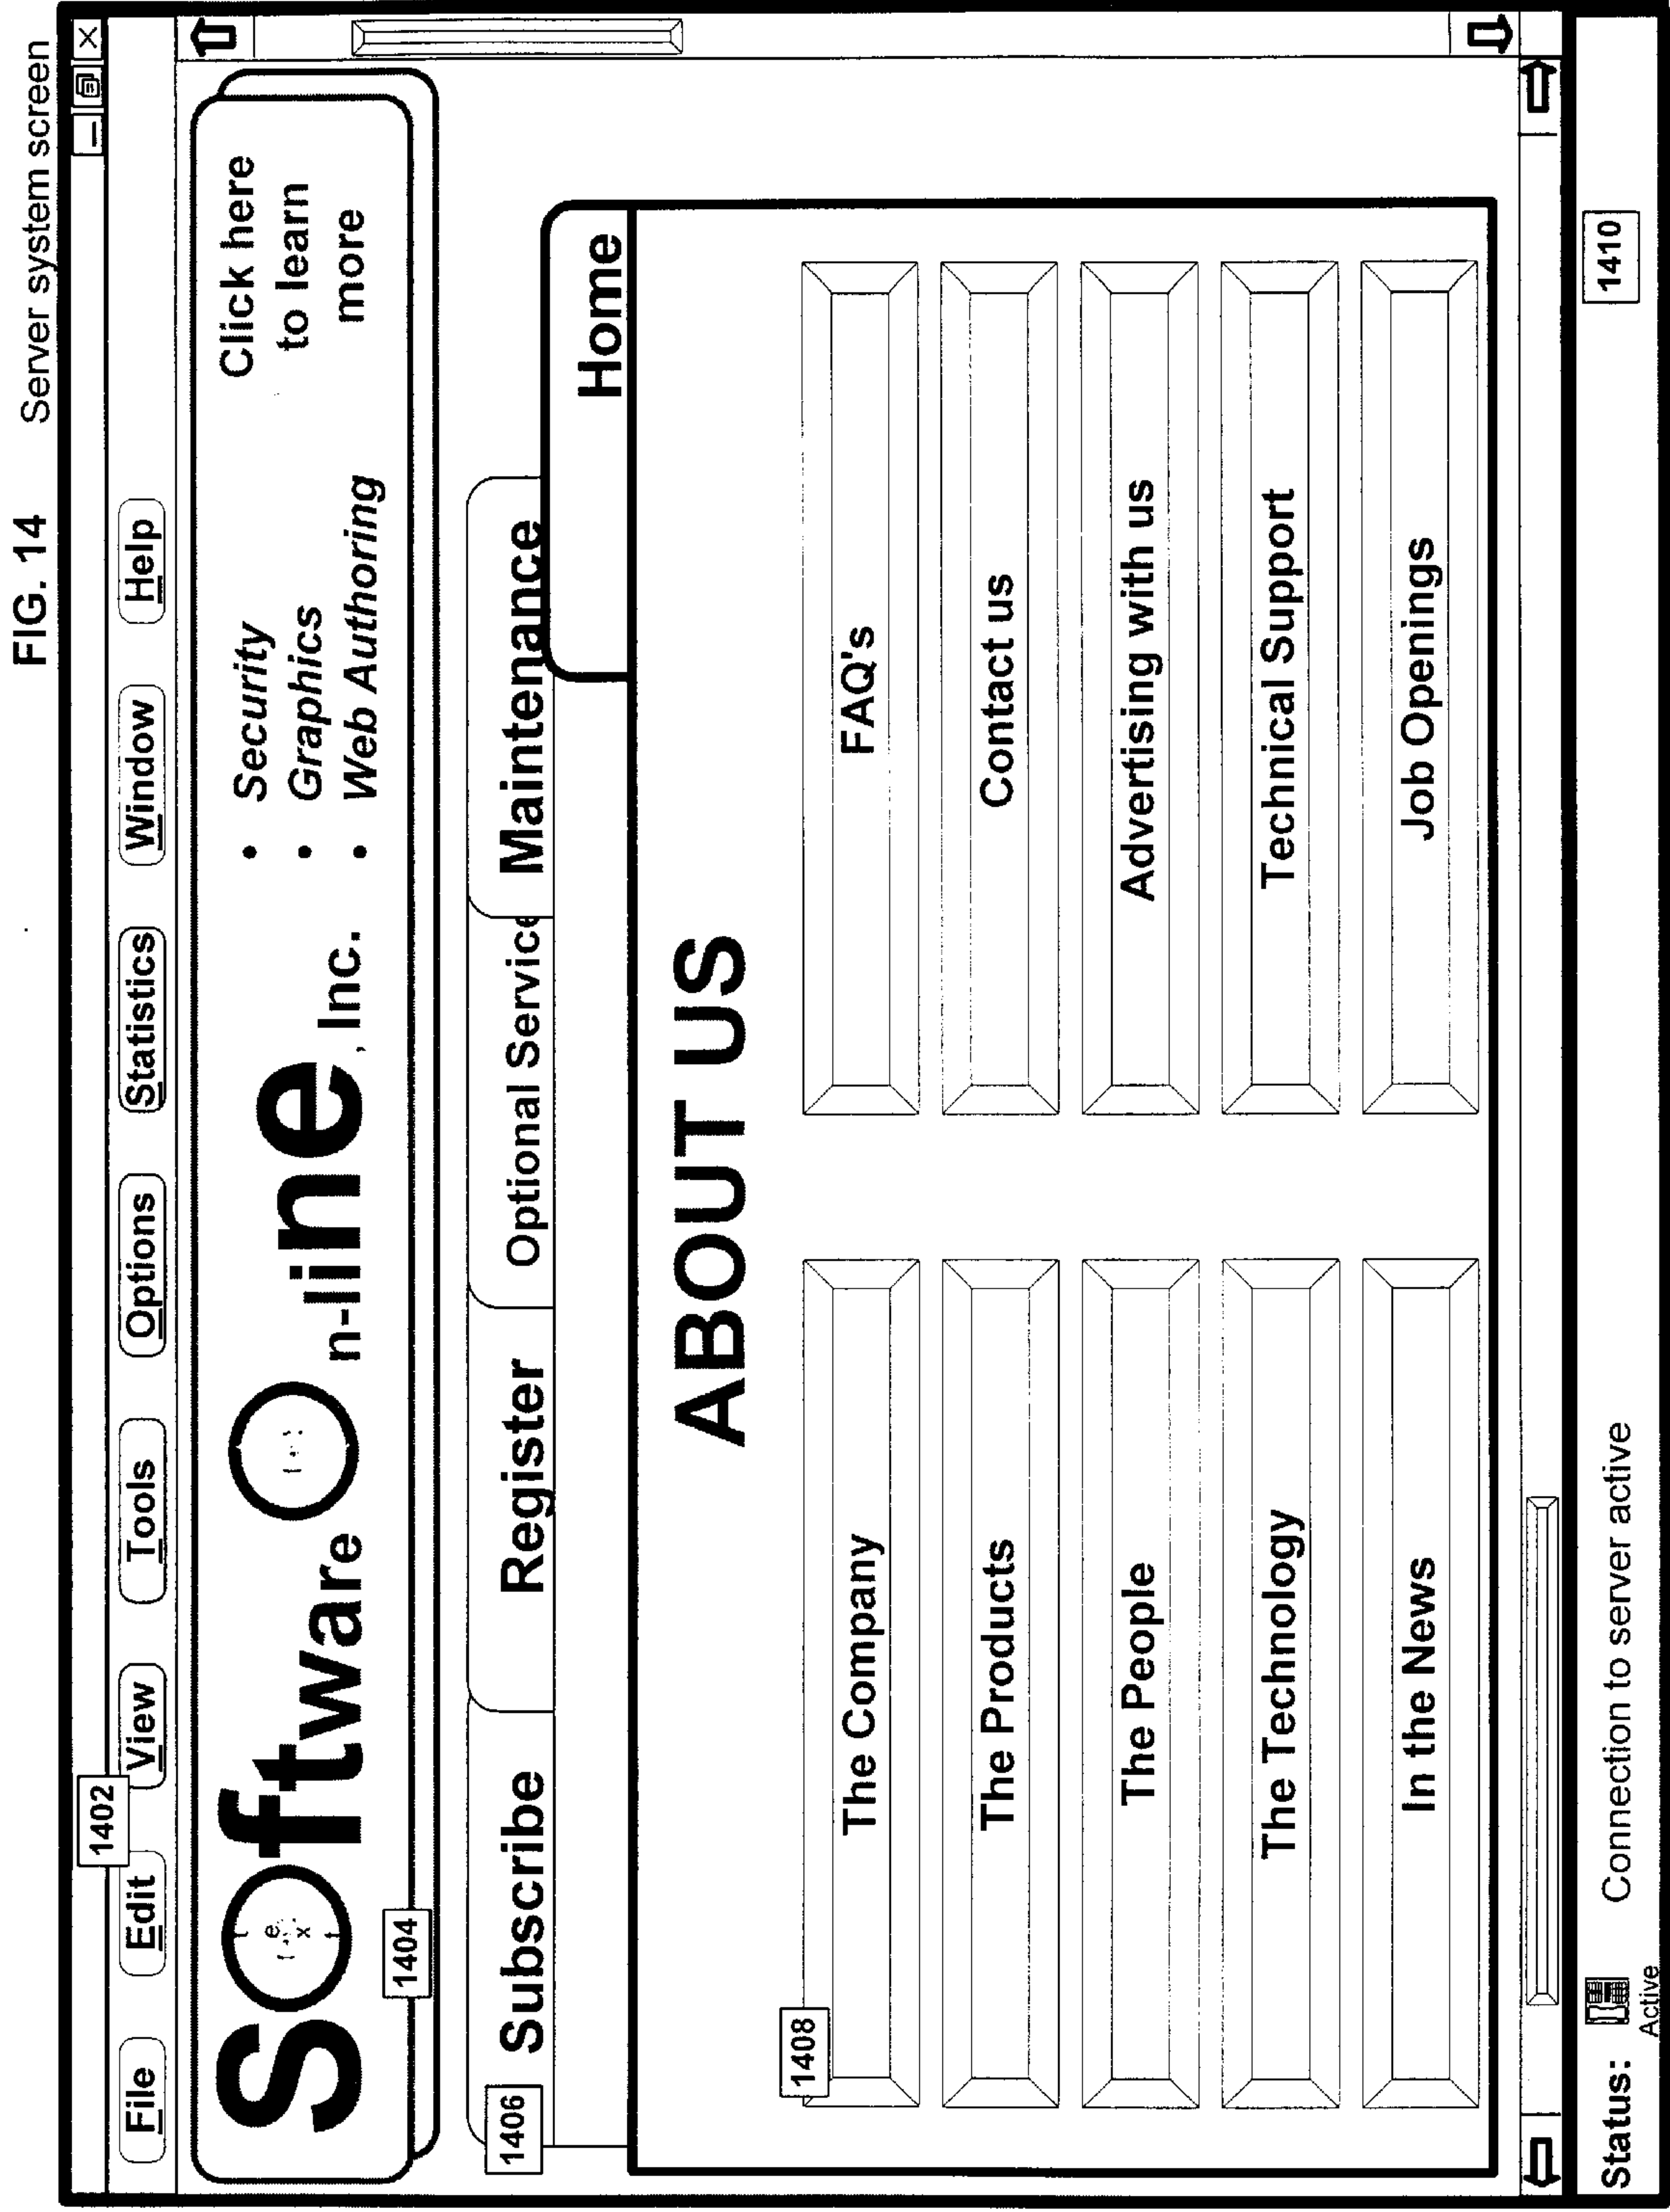 FIG. 14 Server system screen
1402
File Edit View Tools Options Statistics Window Help
Software On-line, Inc.
• Security
• Graphics
• Web Authoring
Click here
to learn
more
1404
1406
Subscribe Register Optional Service Maintenance
Home
ABOUT US
1408
The Company FAQ's
The Products Contact us
The People Advertising with us
The Technology Technical Support
In the News Job Openings
Status: Connection to server active 1410
Active